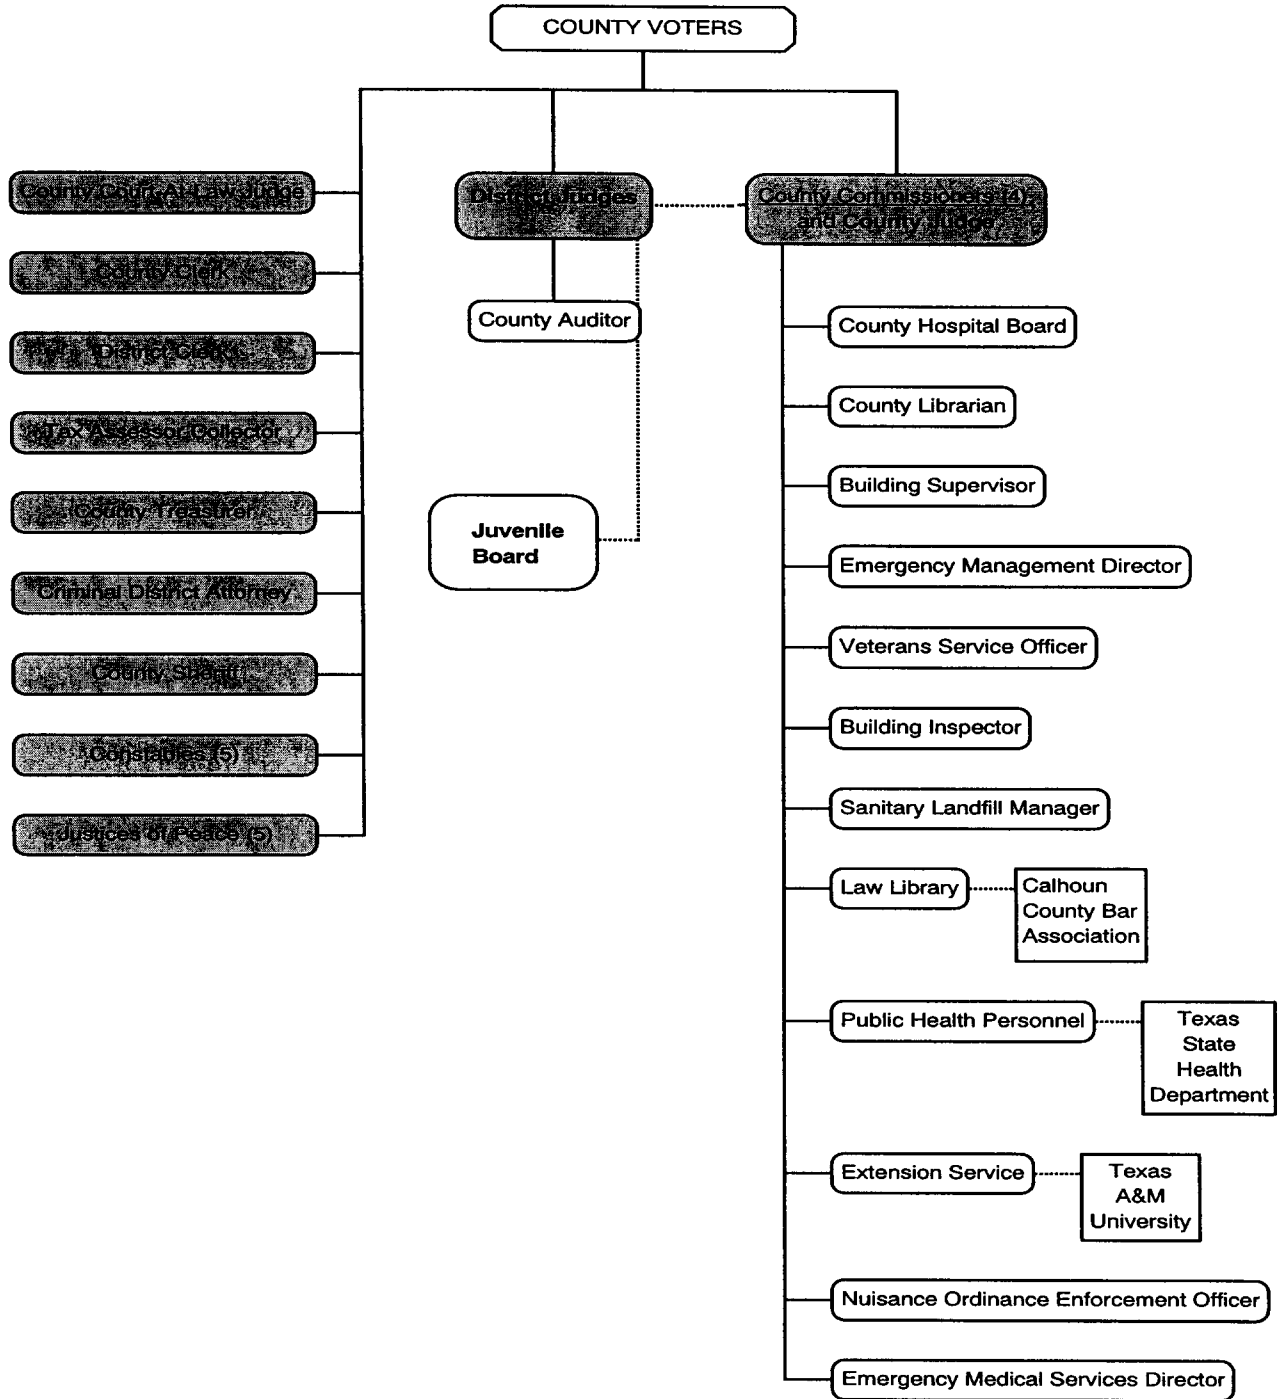 COUNTY VOTERS
County Court-At-Law Judge
County Clerk
District Clerk
Tax Assessor Collector
County Treasurer
Criminal District Attorney
County Sheriff
Constables (5)
Justices of Peace (5)
District Judges
County Auditor
Juvenile
Board
County Commissioners (4)
and County Judge
County Hospital Board
County Librarian
Building Supervisor
Emergency Management Director
Veterans Service Officer
Building Inspector
Sanitary Landfill Manager
Law Library
Calhoun
County Bar
Association
Public Health Personnel
Texas
State
Health
Department
Extension Service
Texas
A&M
University
Nuisance Ordinance Enforcement Officer
Emergency Medical Services Director